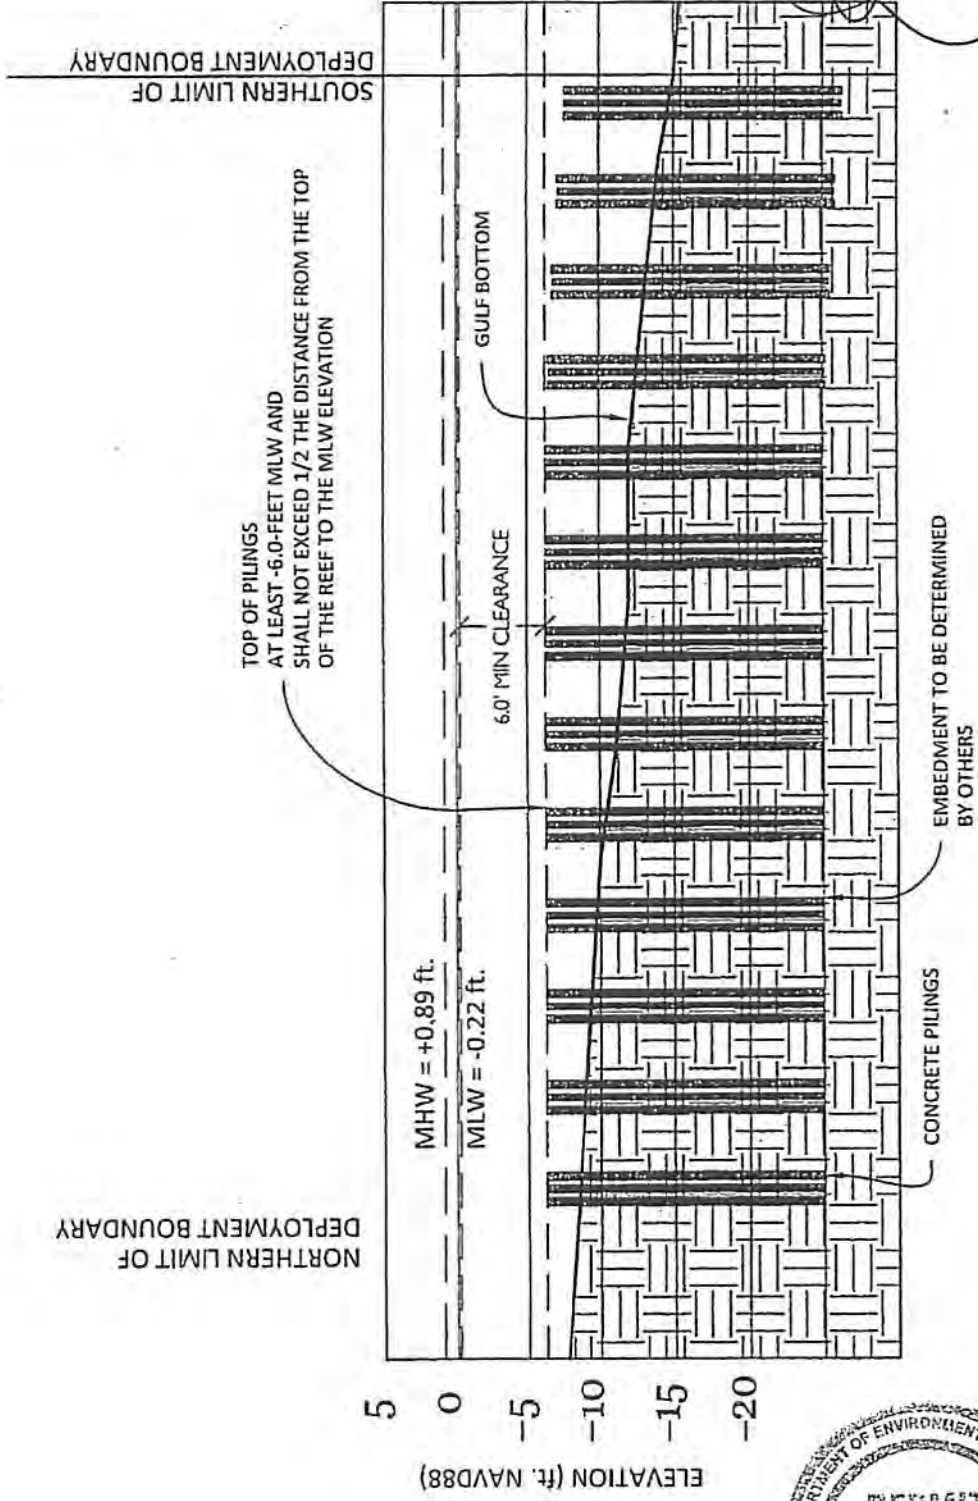 SOUTHERN LIMIT OF
DEPLOYMENT BOUNDARY
TOP OF PILINGS
AT LEAST -6.0-FEET MLW AND
SHALL NOT EXCEED 1/2 THE DISTANCE FROM THE TOP
OF THE REEF TO THE MLW ELEVATION
GULF BOTTOM
6.0' MIN CLEARANCE
MHW = +0.89 ft.
MLW = -0.22 ft.
NORTHERN LIMIT OF
DEPLOYMENT BOUNDARY
EMBEDMENT TO BE DETERMINED
BY OTHERS
CONCRETE PILINGS
5
0
-5
-10
-15
-20
ELEVATION (ft. NAVD88)
OF ENVIRONMENT